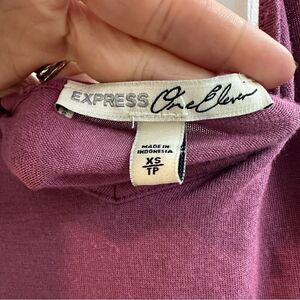 EXPRESS One Eleven
MADE IN
INDONESIA
XS
TP